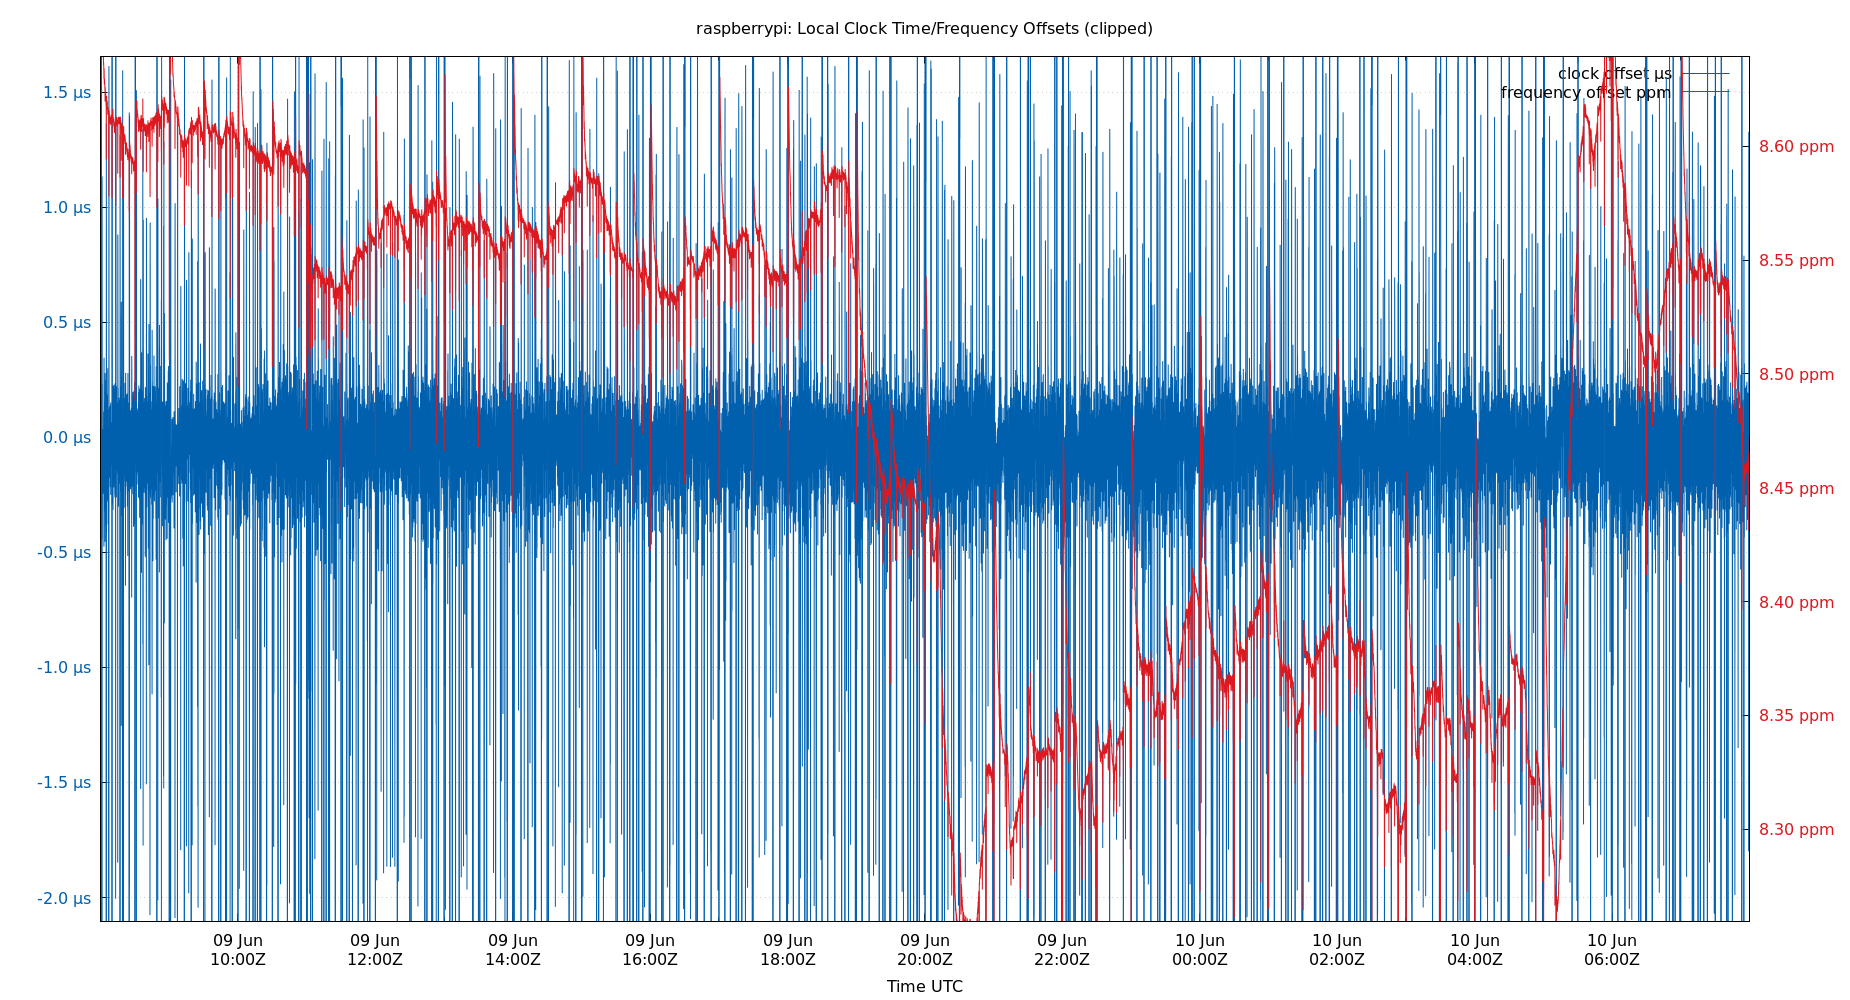 raspberrypi: Local Clock Time/Frequency Offsets (clipped)
clock offset µs
frequency offset ppm
1.5 µs
1.0 µs
0.5 µs
0.0 µs
-0.5 µs
-1.0 µs
-1.5 µs
-2.0 µs
8.60 ppm
8.55 ppm
8.50 ppm
8.45 ppm
8.40 ppm
8.35 ppm
8.30 ppm
09 Jun 09 Jun 09 Jun 09 Jun 09 Jun 09 Jun 09 Jun 10 Jun 10 Jun 10 Jun 10 Jun
10:00Z 12:00Z 14:00Z 16:00Z 18:00Z 20:00Z 22:00Z 00:00Z 02:00Z 04:00Z 06:00Z
Time UTC